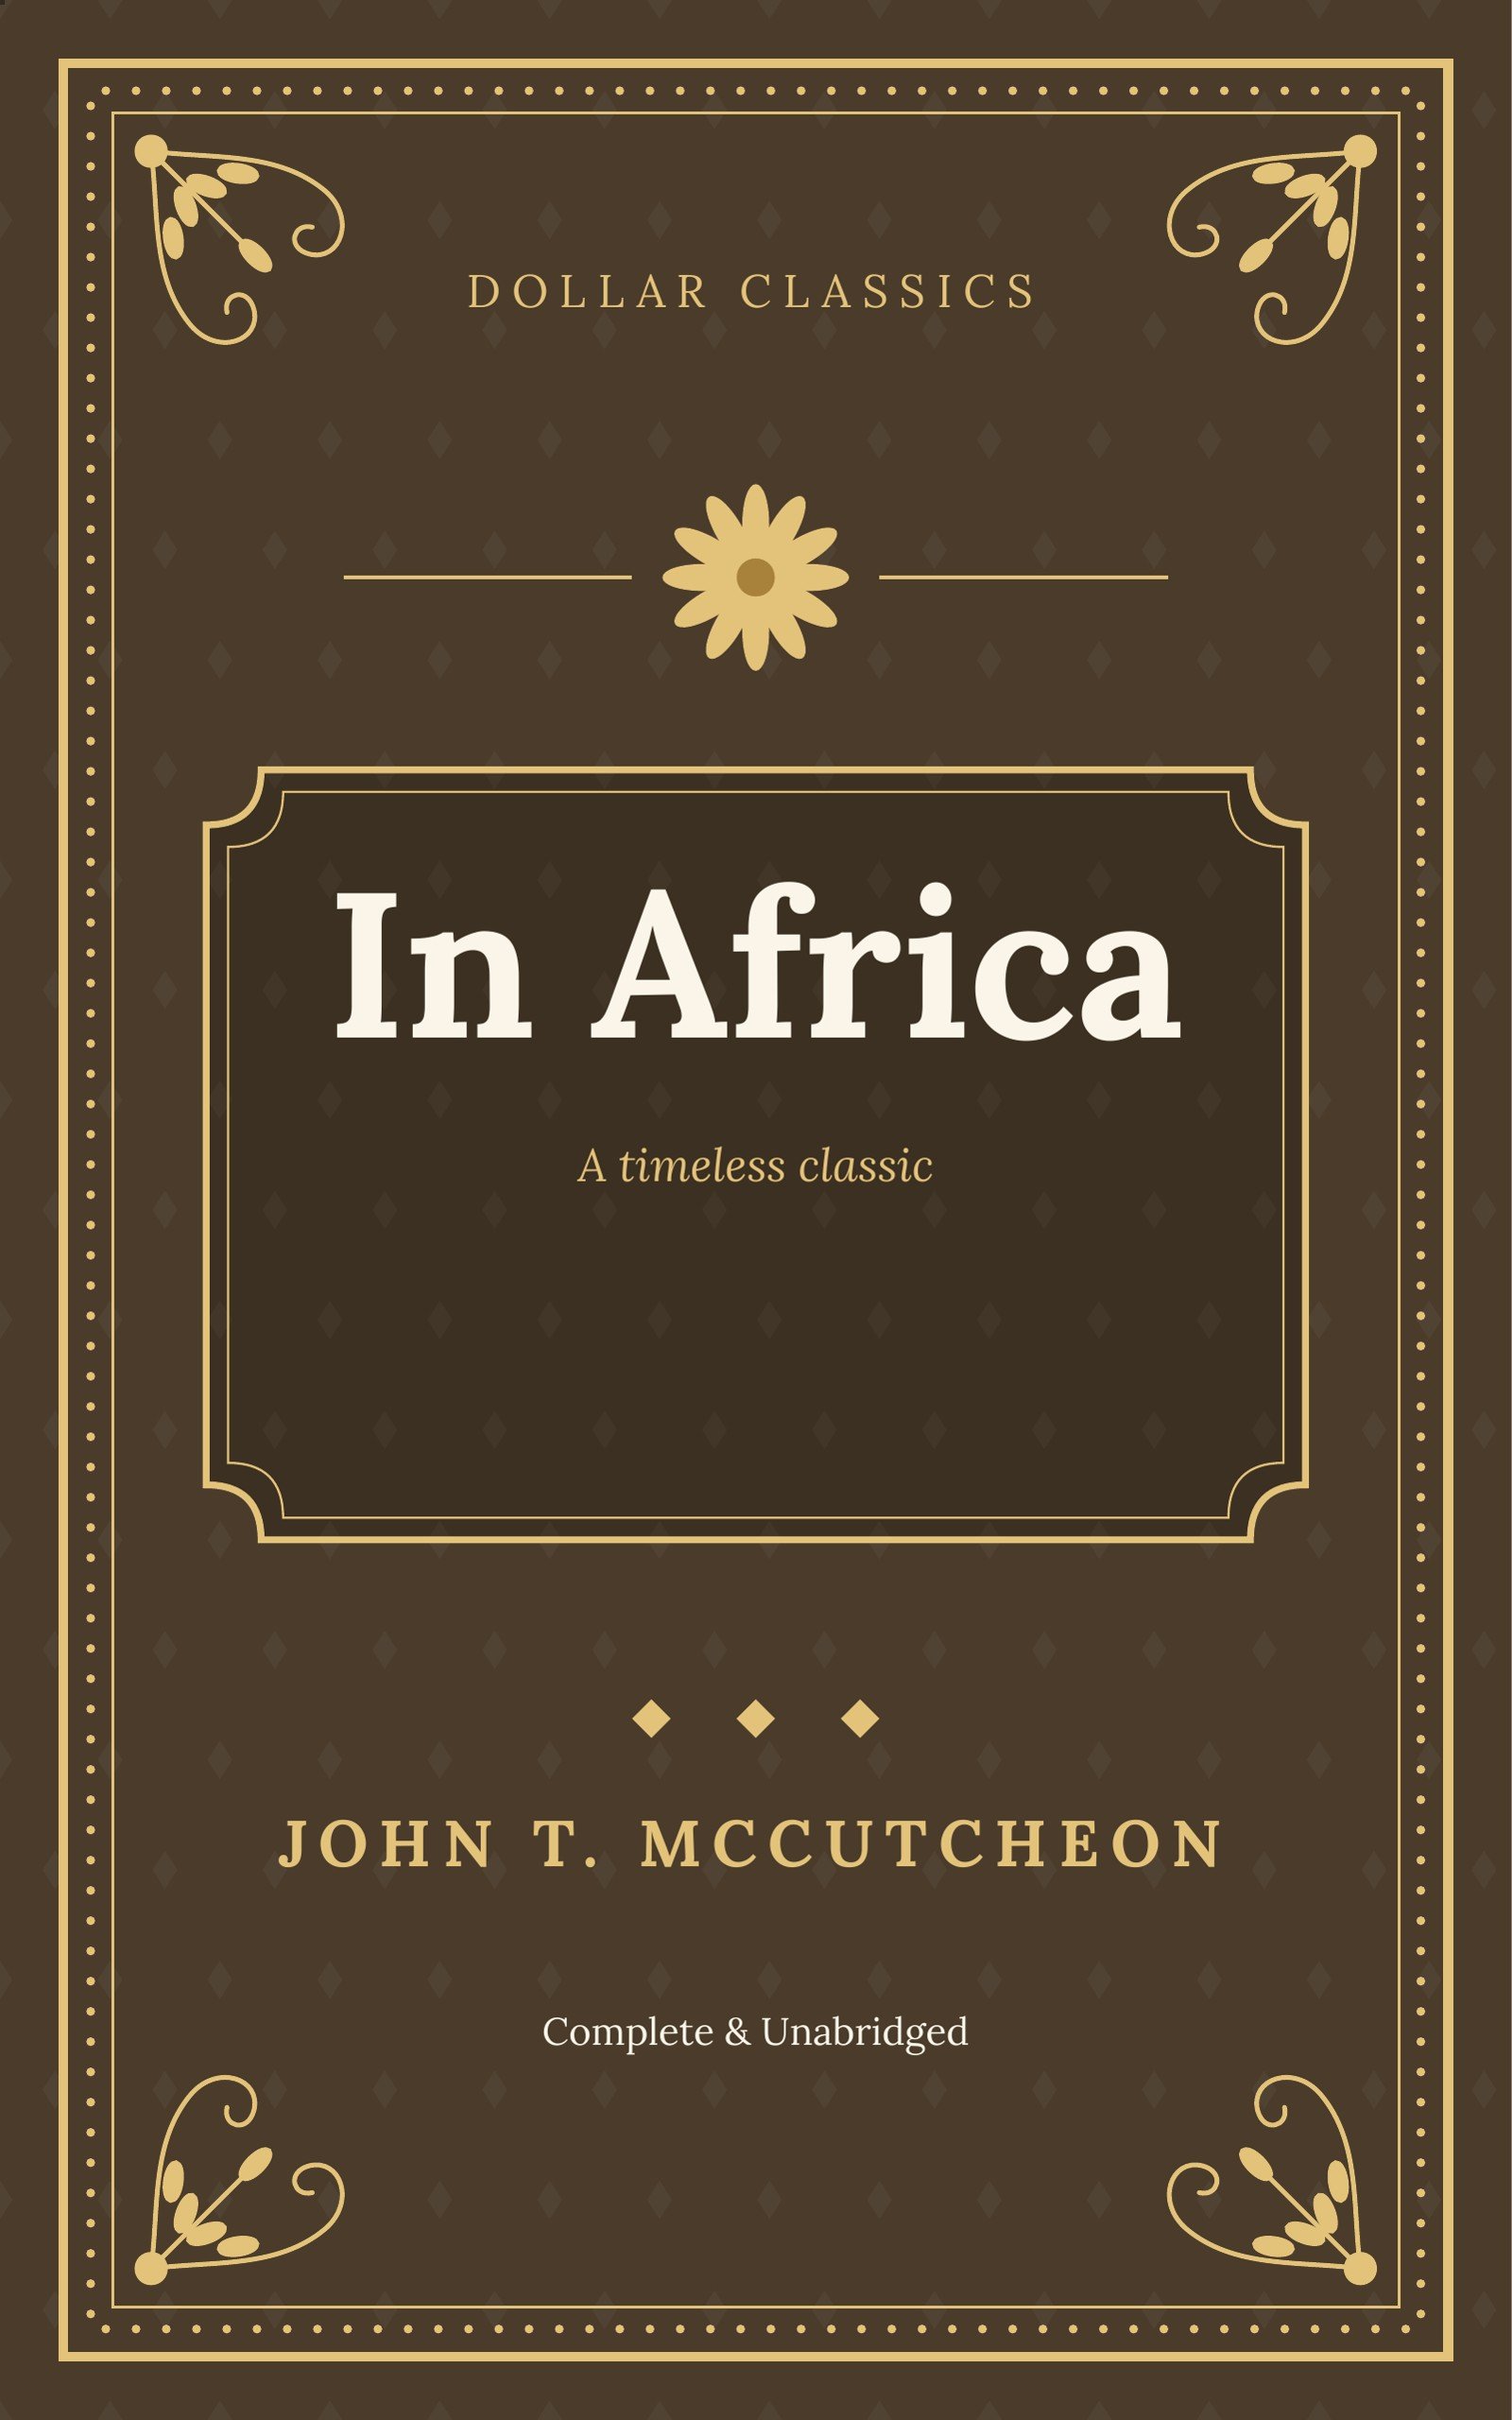 DOLLAR CLASSICS
In Africa
A timeless classic
JOHN T. MCCUTCHEON
Complete & Unabridged